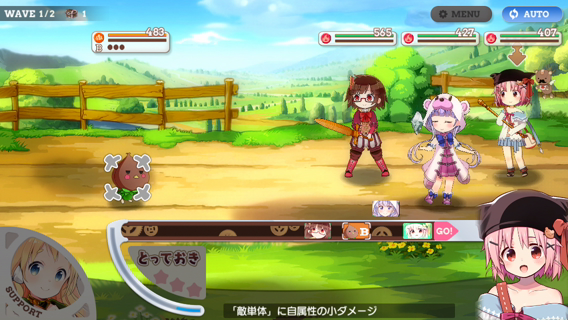 WAVE 1/2 1
MENU
AUTO
483
B
565
427
407
B
GO!
とっておき
SUPPORT
「敵単体」に自属性の小ダメージ